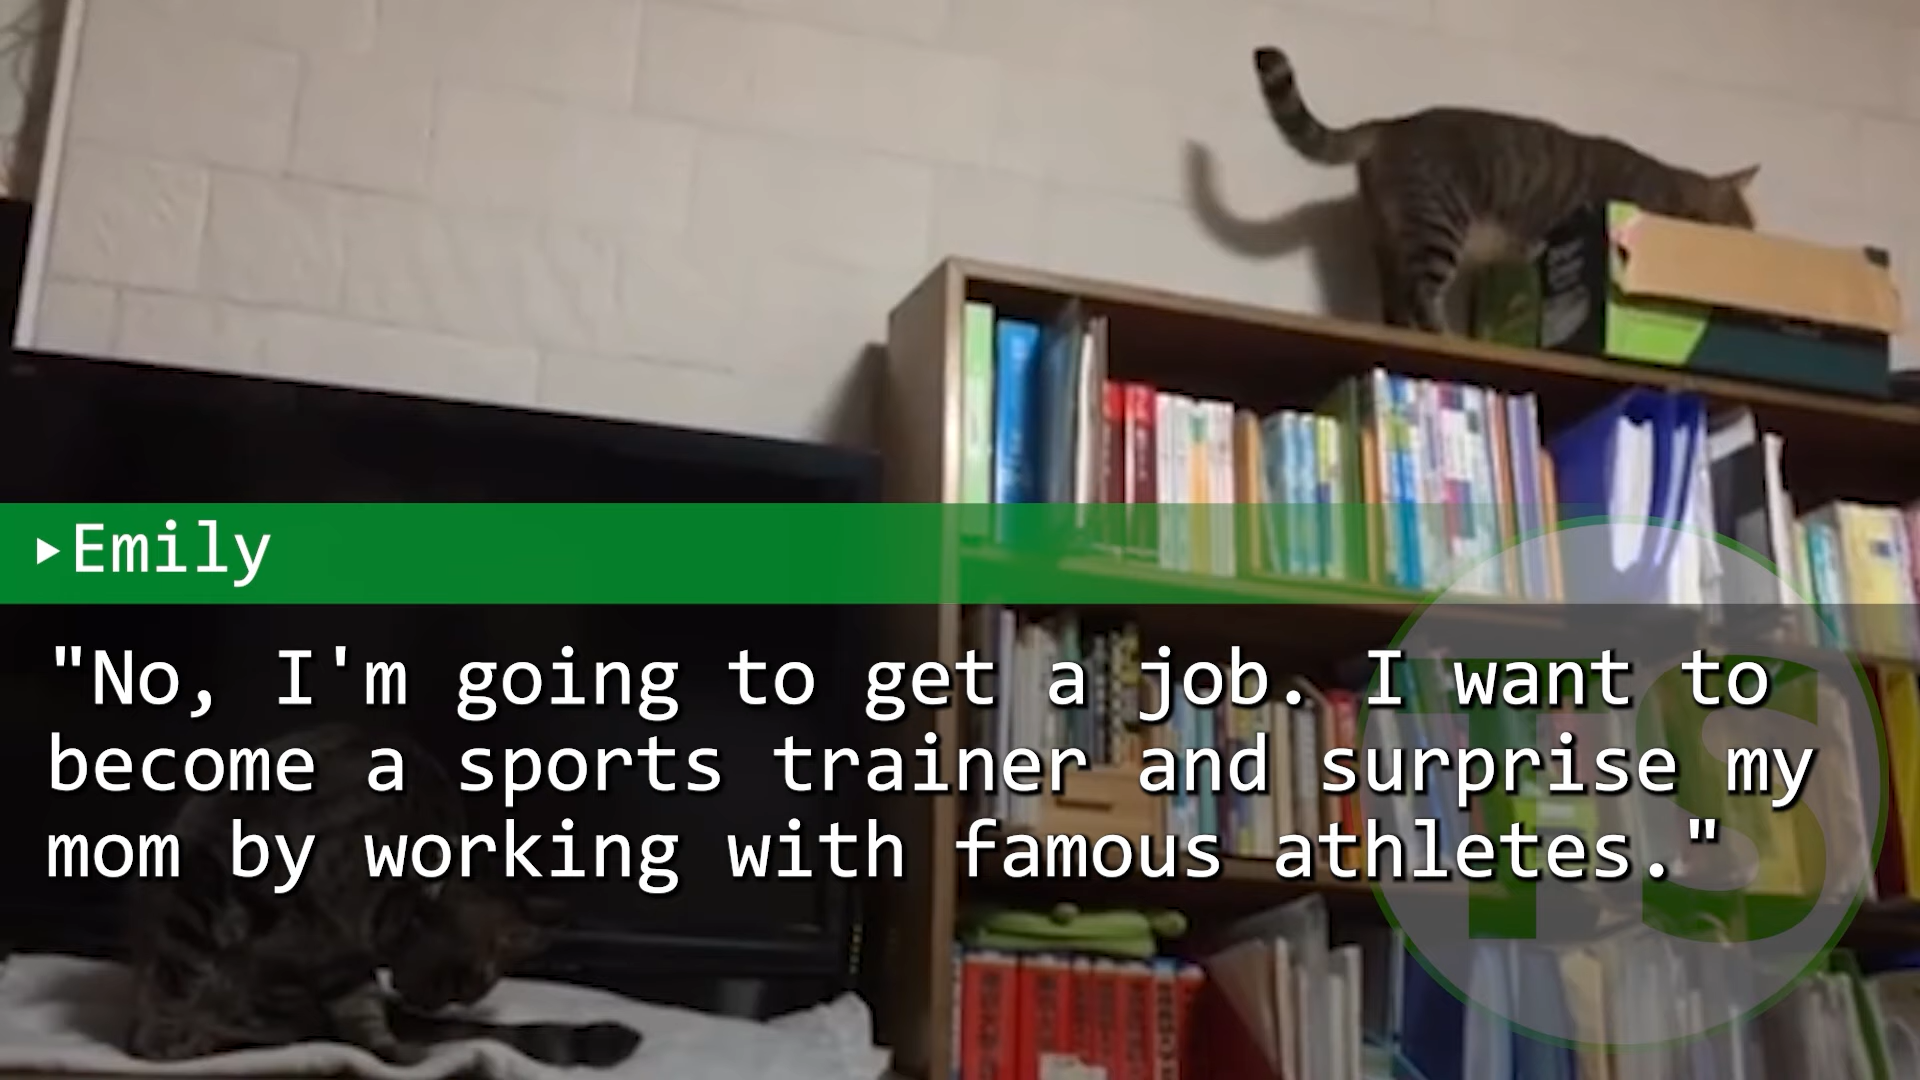 ▸Emily
"No, I'm going to get a job. I want to
become a sports trainer and surprise my
mom by working with famous athletes."
TS